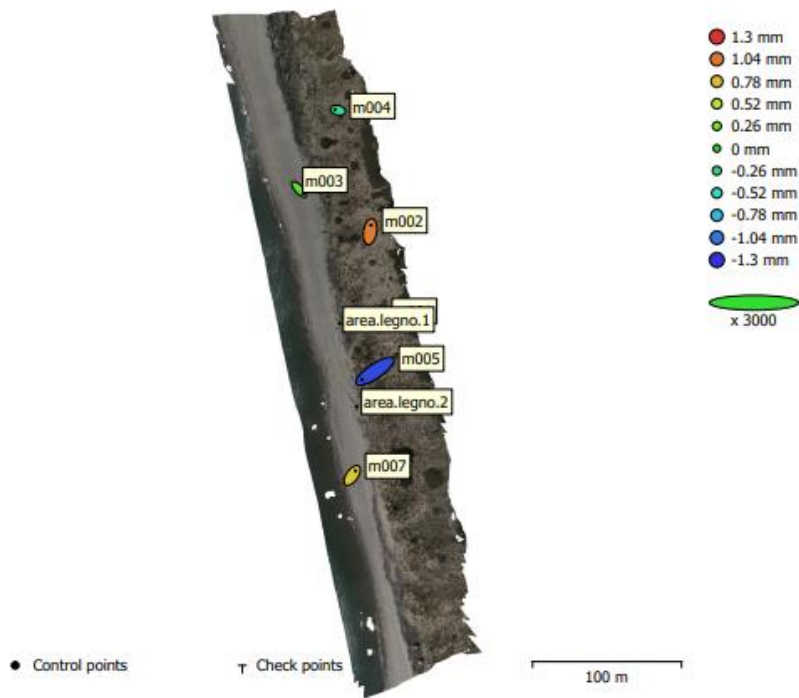 m004
m003
m002
area.legno.1
m005
area.legno.2
m007
1.3 mm
1.04 mm
0.78 mm
0.52 mm
0.26 mm
0 mm
-0.26 mm
-0.52 mm
-0.78 mm
-1.04 mm
-1.3 mm
x 3000
Control points
Check points
100 m